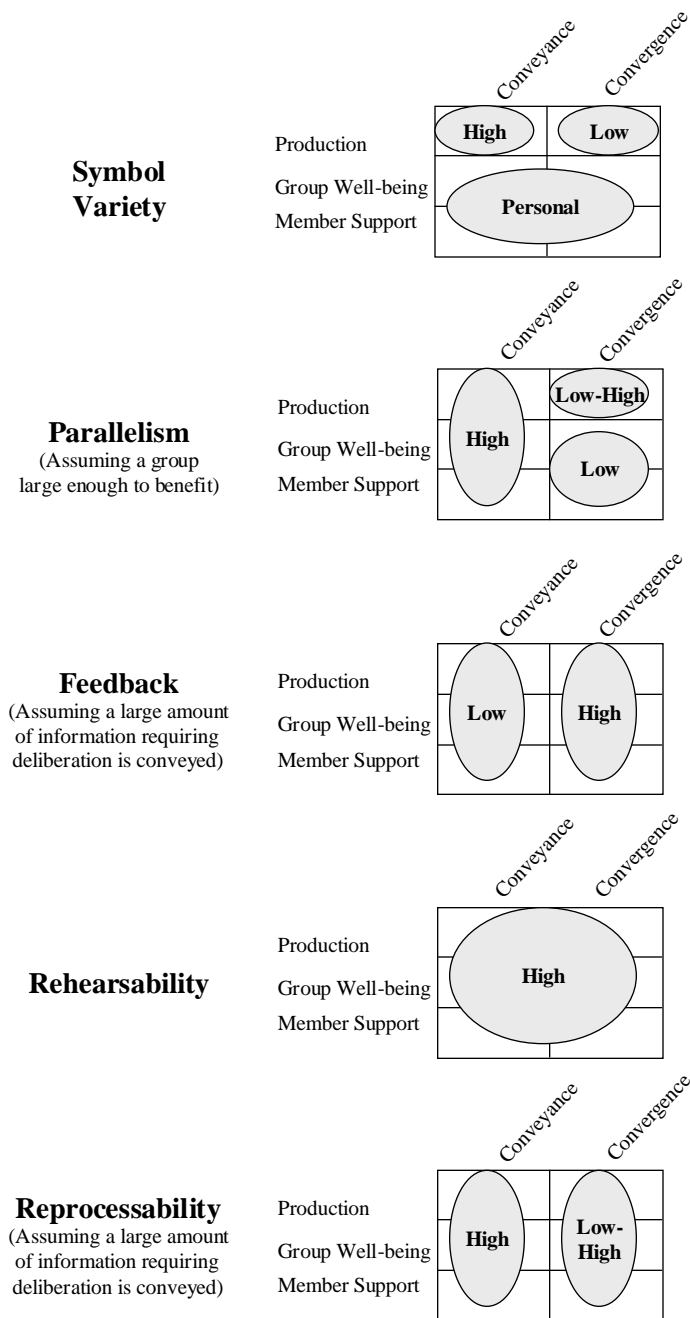 Conveyance
Convergence
Symbol
Variety
Production
Group Well-being
Member Support
High
Low
Personal
Conveyance
Convergence
Parallelism
(Assuming a group
large enough to benefit)
Production
Group Well-being
Member Support
High
Low-High
Low
Conveyance
Convergence
Feedback
(Assuming a large amount
of information requiring
deliberation is conveyed)
Production
Group Well-being
Member Support
Low
High
Conveyance
Convergence
Rehearsability
Production
Group Well-being
Member Support
High
Conveyance
Convergence
Reprocessability
(Assuming a large amount
of information requiring
deliberation is conveyed)
Production
Group Well-being
Member Support
High
Low-
High